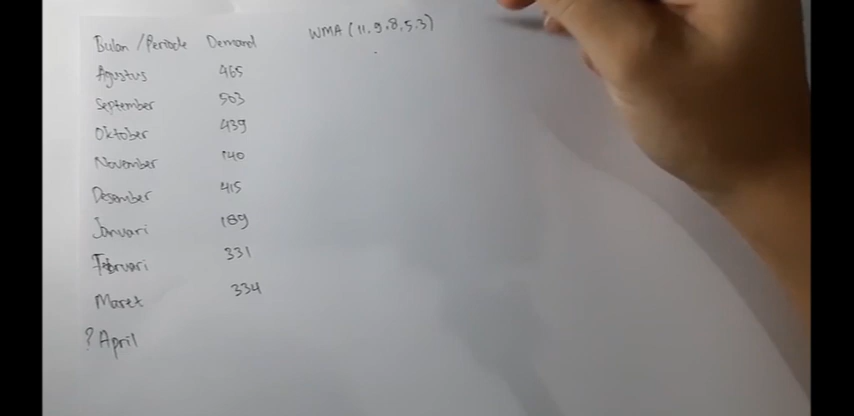 Bulan / Periode Demand WMA (11.9.8.5.3)
Agustus 465
September 503
Oktober 439
November 140
Desember 415
Januari 189
Februari 331
Maret 334
? April